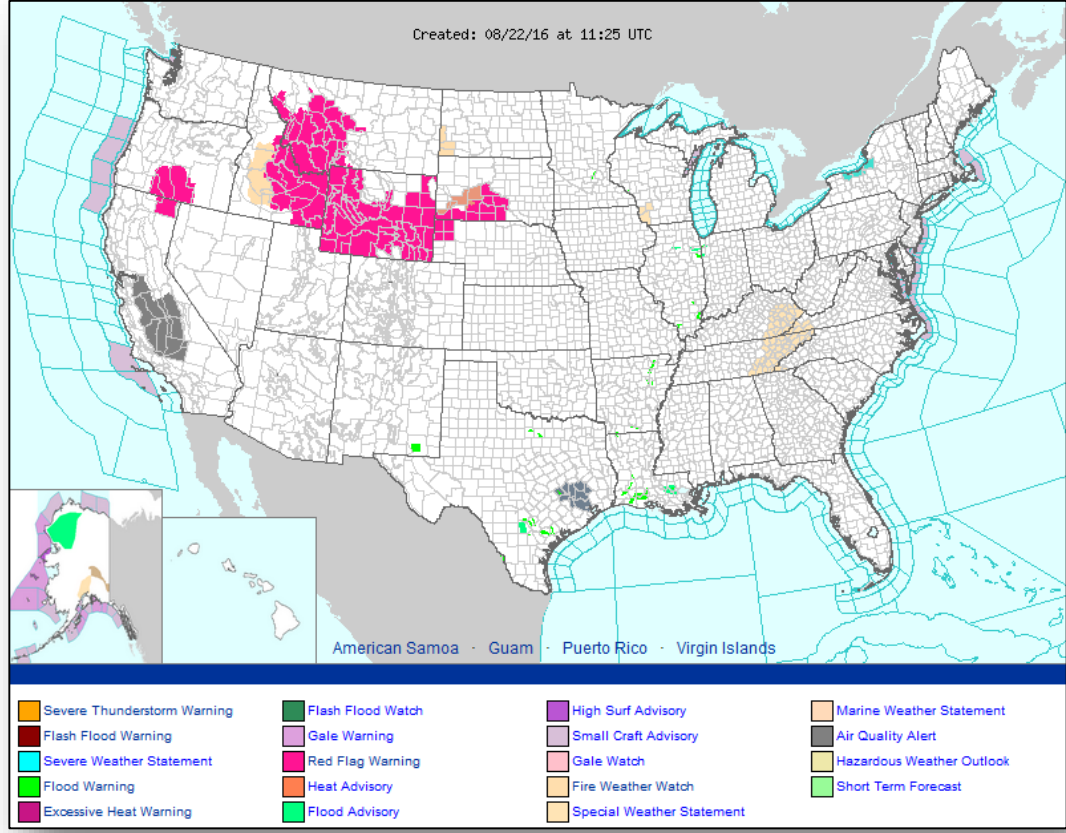 Created: 08/22/16 at 11:25 UTC
American Samoa · Guam · Puerto Rico · Virgin Islands
Severe Thunderstorm Warning
Flash Flood Warning
Severe Weather Statement
Flood Warning
Excessive Heat Warning
Flash Flood Watch
Gale Warning
Red Flag Warning
Heat Advisory
Flood Advisory
High Surf Advisory
Small Craft Advisory
Gale Watch
Fire Weather Watch
Special Weather Statement
Marine Weather Statement
Air Quality Alert
Hazardous Weather Outlook
Short Term Forecast